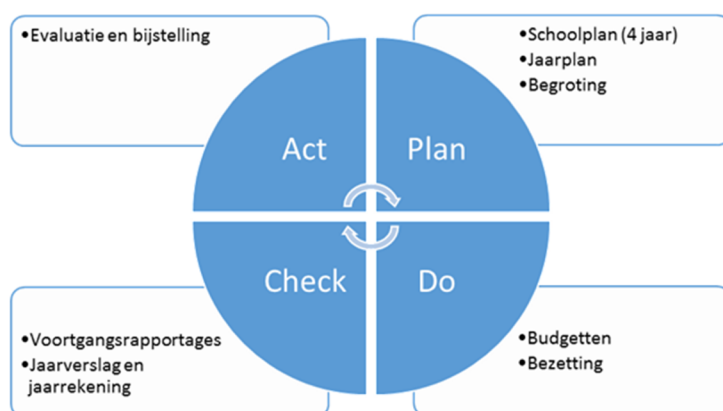 •Evaluatie en bijstelling
•Schoolplan (4 jaar)
•Jaarplan
•Begroting
Act
Plan
Check
Do
•Voortgangsrapportages
•Jaarverslag en
jaarrekening
•Budgetten
•Bezetting